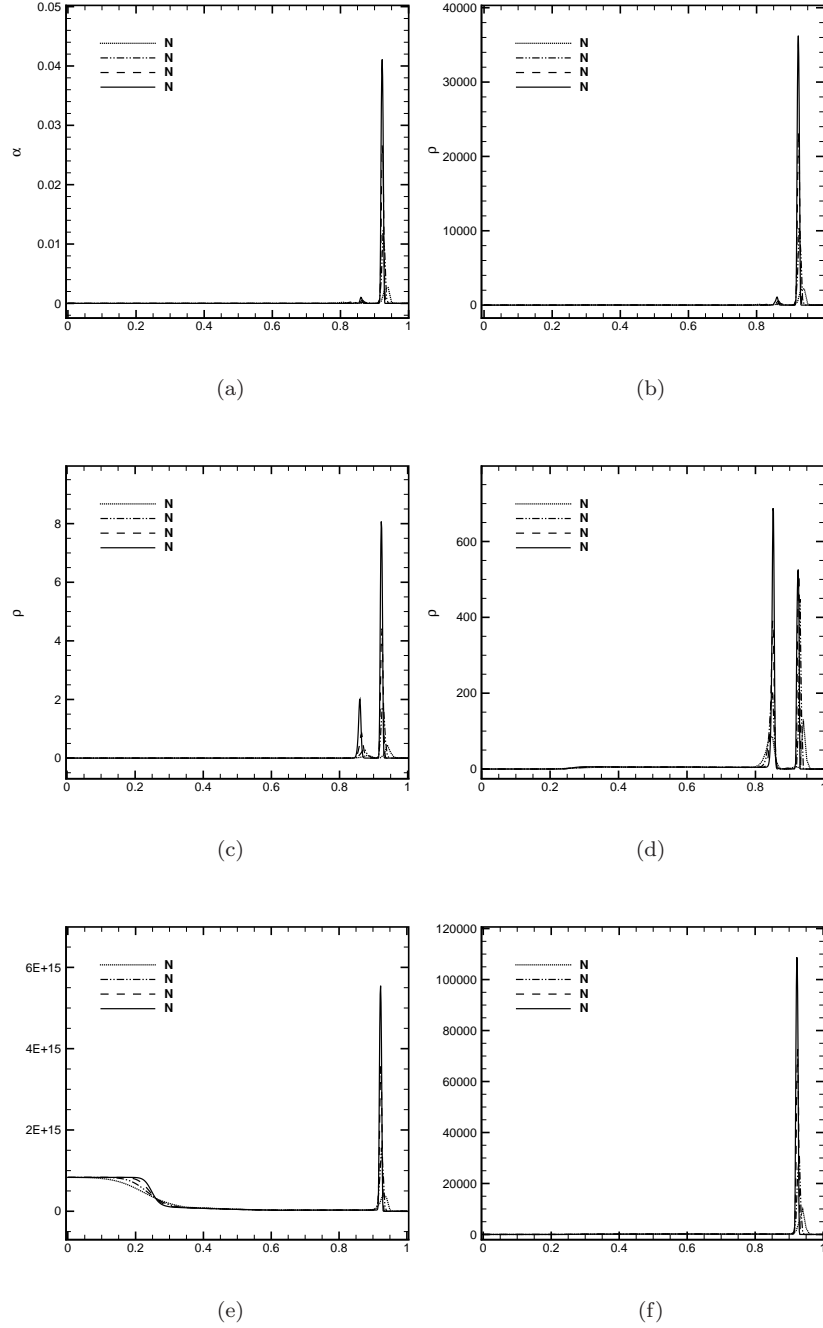 0.05
0.04
0.03
0.02
0.01
0
α
N
N
N
N
0 0.2 0.4 0.6 0.8 1
(a)
40000
30000
20000
10000
0
ρ
N
N
N
N
0 0.2 0.4 0.6 0.8 1
(b)
8
6
4
2
0
ρ
N
N
N
N
0 0.2 0.4 0.6 0.8 1
(c)
600
400
200
0
ρ
N
N
N
N
0 0.2 0.4 0.6 0.8 1
(d)
6E+15
4E+15
2E+15
0
N
N
N
N
0 0.2 0.4 0.6 0.8 1
(e)
120000
100000
80000
60000
40000
20000
0
N
N
N
N
0 0.2 0.4 0.6 0.8 1
(f)